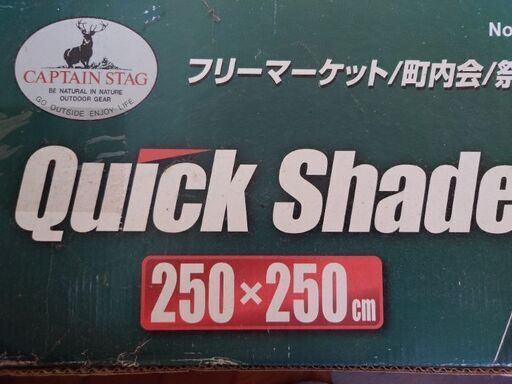 No
CAPTAIN STAG
BE NATURAL IN NATURE
OUTDOOR GEAR
GO OUTSIDE ENJOY LIFE
フリーマーケット/町内会/祭
Quick Shade
250×250cm